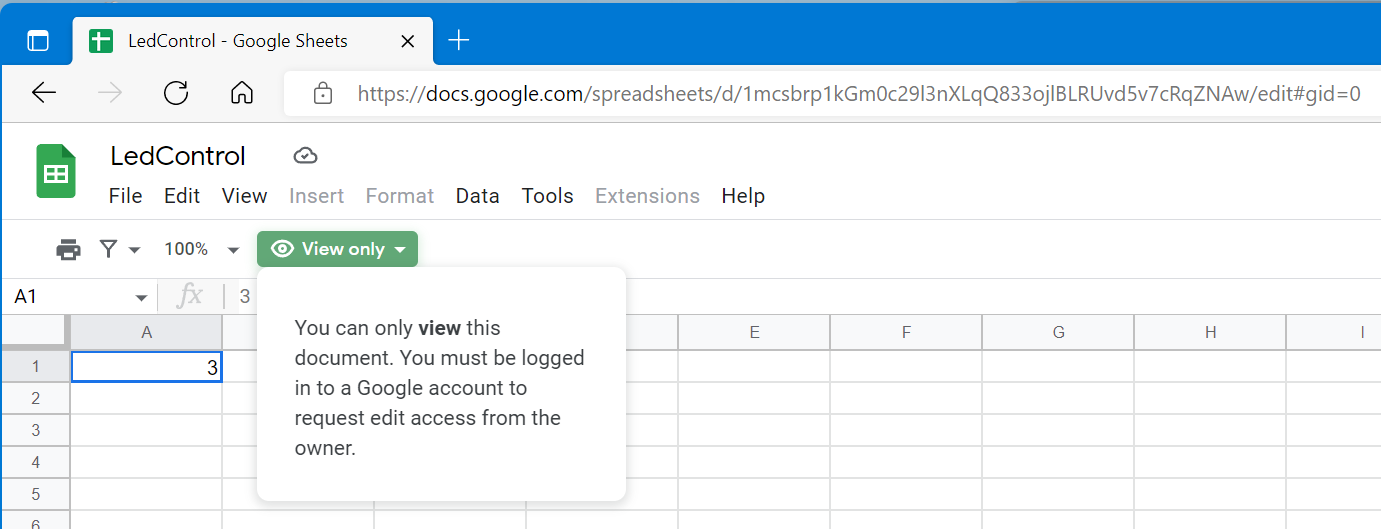 LedControl - Google Sheets
https://docs.google.com/spreadsheets/d/1mcsbrp1kGm0c29l3nXLqQ833ojlBLRUvd5v7cRqZNAw/edit#gid=0
LedControl
File Edit View Insert Format Data Tools Extensions Help
100% View only
A1 fx 3
You can only view this
document. You must be logged
in to a Google account to
request edit access from the
owner.
A E F G H I
1 3
2
3
4
5
6